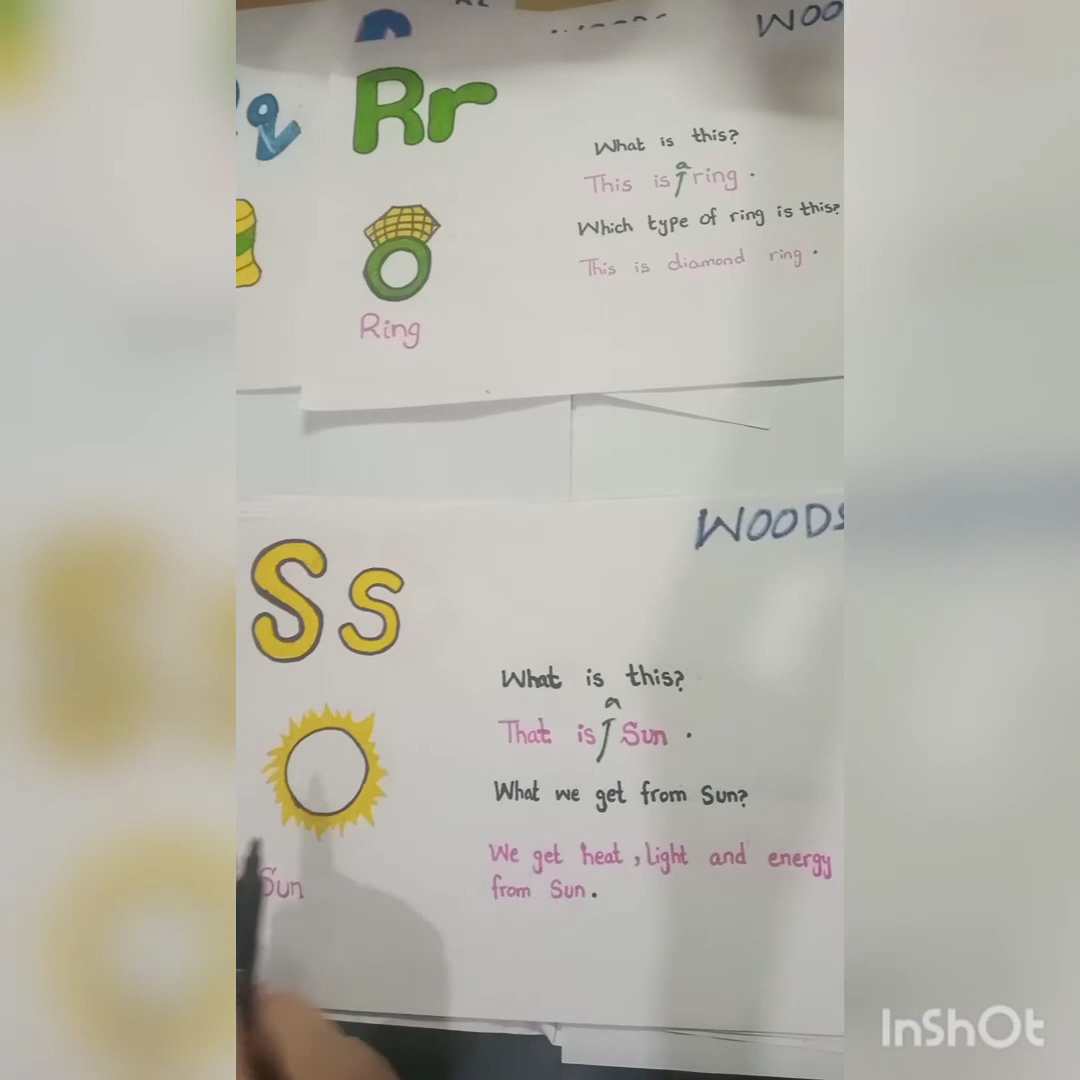 WOO
q
Rr
What is this?
This is a ring.
Which type of ring is this?
This is diamond ring.
Ring
WOODS
Ss
What is this?
That is a Sun.
What we get from Sun?
We get heat, light and energy
from Sun.
Sun
InShOt